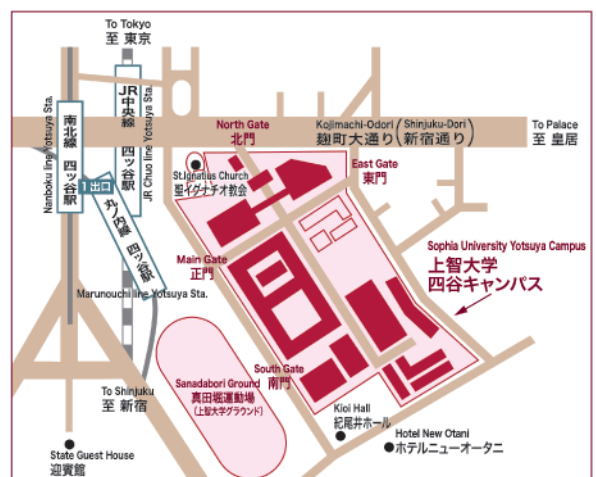 To Tokyo
至 東京
Nanboku ling Yotsuya Sta.
南北線 四ッ谷駅
JR中央線 四ッ谷駅
JR Chuo line Yotsuya Sta.
1出口
丸ノ内線 四ッ谷駅
Marunouchi line Yotsuya Sta.
North Gate
北門
Kojimachi-Odori (Shinjuku-Dori)
麹町大通り(新宿通り)
To Palace
至 皇居
St.Ignatius Church
聖イグナチオ教会
East Gate
東門
Main Gate
正門
Sophia University Yotsuya Campus
上智大学
四谷キャンパス
South Gate
南門
Sanadabori Ground
真田堀運動場
(上智大学グラウンド)
To Shinjuku
至 新宿
Kioi Hall
紀尾井ホール
Hotel New Otani
ホテルニューオータニ
State Guest House
迎賓館